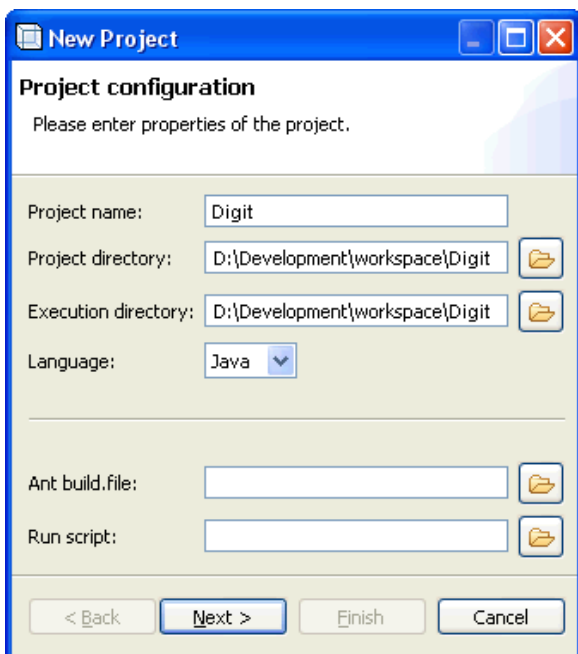 New Project
Project configuration
Please enter properties of the project.
Project name: Digit
Project directory: D:\Development\workspace\Digit
Execution directory: D:\Development\workspace\Digit
Language: Java
Ant build.file:
Run script:
< Back Next > Finish Cancel